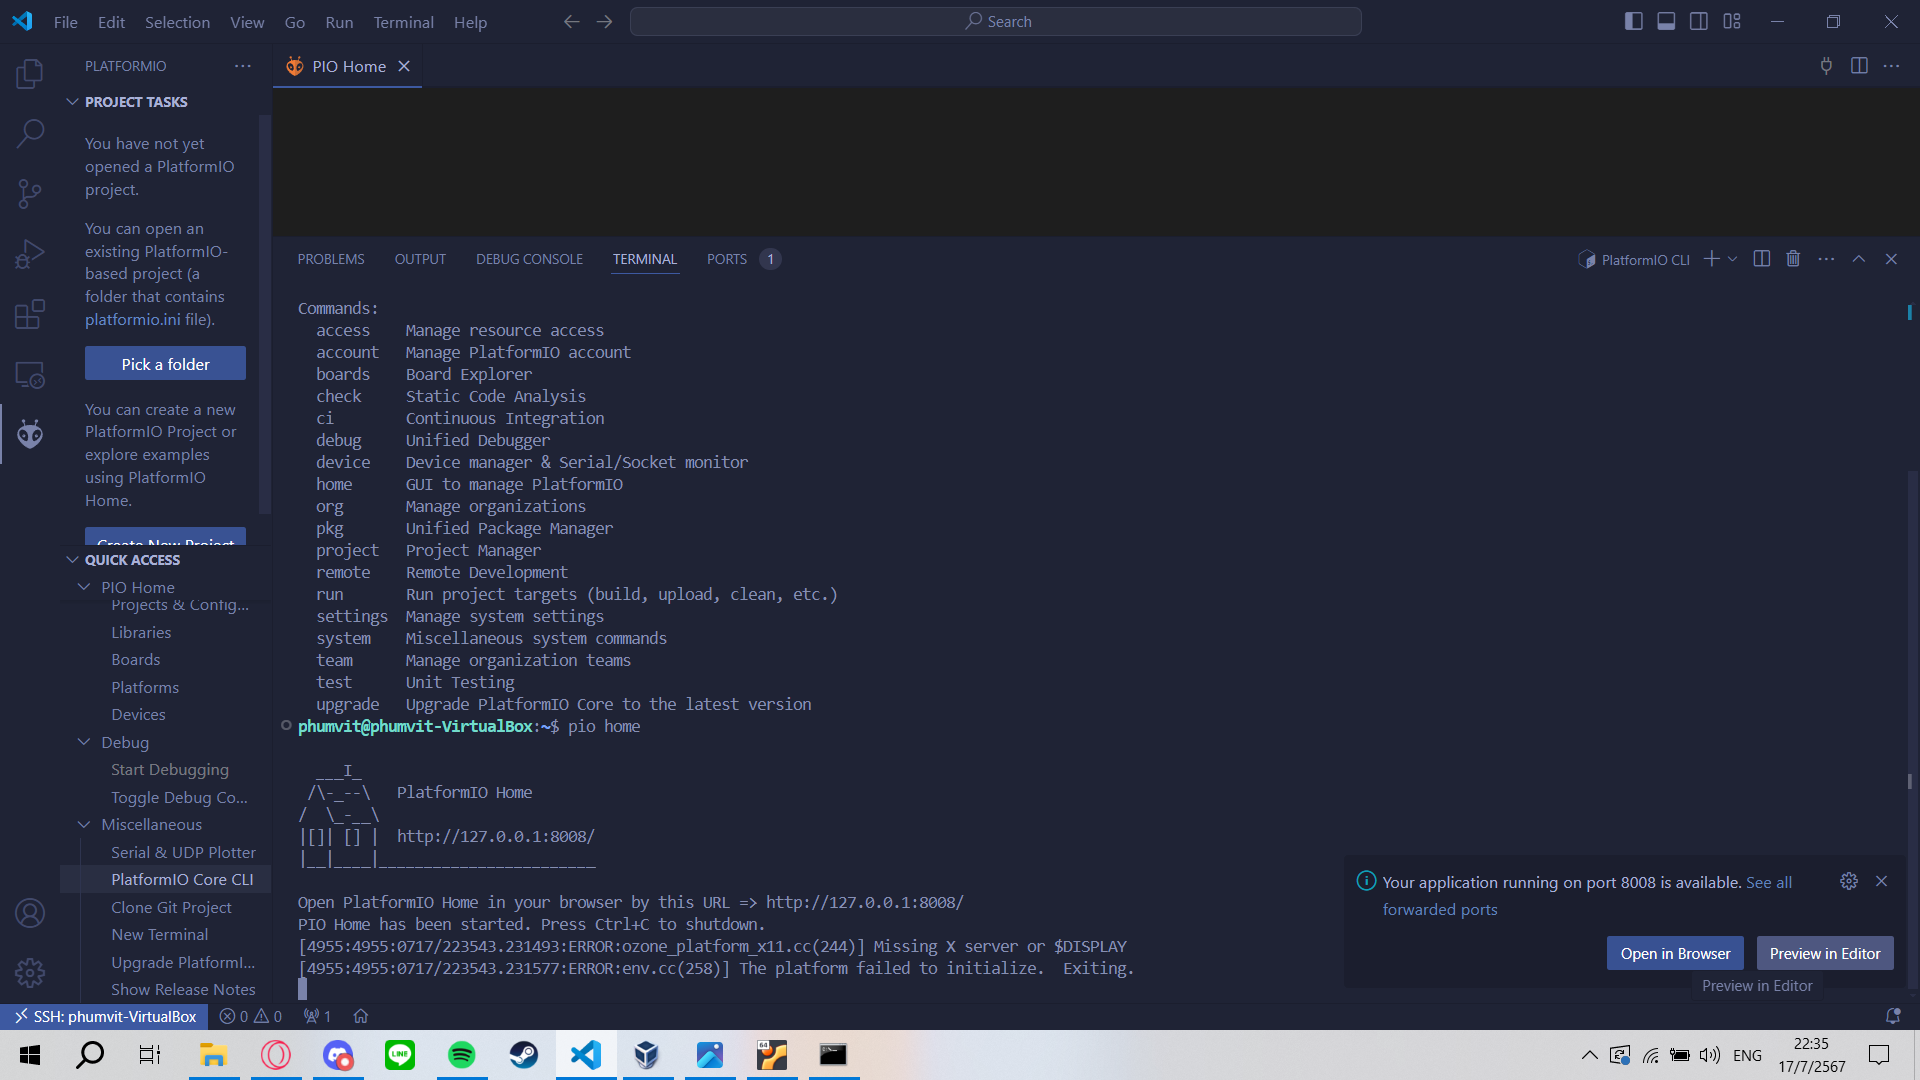 File Edit Selection View Go Run Terminal Help
Search
PLATFORMIO
PIO Home
PROJECT TASKS
You have not yet
opened a PlatformIO
project.
You can open an
existing PlatformIO-
based project (a
folder that contains
platformio.ini file).
Pick a folder
You can create a new
PlatformIO Project or
explore examples
using PlatformIO
Home.
Create New Project
QUICK ACCESS
PIO Home
Projects & Config...
Libraries
Boards
Platforms
Devices
Debug
Start Debugging
Toggle Debug Co...
Miscellaneous
Serial & UDP Plotter
PlatformIO Core CLI
Clone Git Project
New Terminal
Upgrade PlatformI...
Show Release Notes
PROBLEMS OUTPUT DEBUG CONSOLE TERMINAL PORTS 1
PlatformIO CLI
Commands:
access Manage resource access
account Manage PlatformIO account
boards Board Explorer
check Static Code Analysis
ci Continuous Integration
debug Unified Debugger
device Device manager & Serial/Socket monitor
home GUI to manage PlatformIO
org Manage organizations
pkg Unified Package Manager
project Project Manager
remote Remote Development
run Run project targets (build, upload, clean, etc.)
settings Manage system settings
system Miscellaneous system commands
team Manage organization teams
test Unit Testing
upgrade Upgrade PlatformIO Core to the latest version
phumvit@phumvit-VirtualBox:~$ pio home
  ___I_
 /\-_--\   PlatformIO Home
/  \_-__\
|[]| [] |  http://127.0.0.1:8008/
|__|____|________________________
Open PlatformIO Home in your browser by this URL => http://127.0.0.1:8008/
PIO Home has been started. Press Ctrl+C to shutdown.
[4955:4955:0717/223543.231493:ERROR:ozone_platform_x11.cc(244)] Missing X server or $DISPLAY
[4955:4955:0717/223543.231577:ERROR:env.cc(258)] The platform failed to initialize.  Exiting.
Your application running on port 8008 is available. See all
forwarded ports
Open in Browser
Preview in Editor
Preview in Editor
SSH: phumvit-VirtualBox 0 0 1
LINE
64
ENG
22:35
17/7/2567